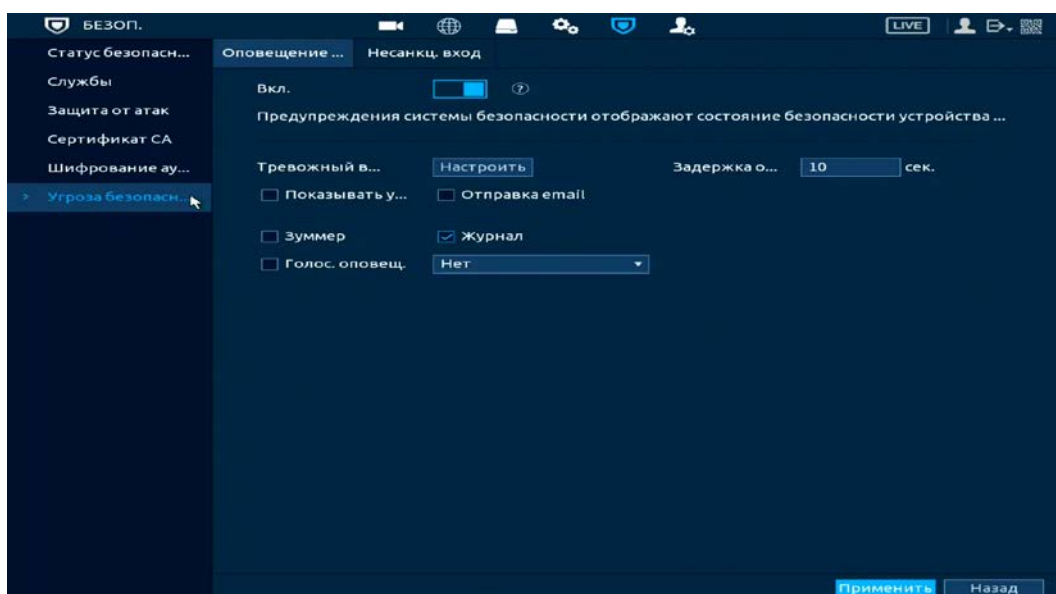 БЕЗОП.
LIVE
Статус безопасн...
Оповещение ...
Несанкц. вход
Службы
Вкл.
?
Защита от атак
Предупреждения системы безопасности отображают состояние безопасности устройства ...
Сертификат CA
Шифрование ау...
Тревожный в...
Настроить
Задержка о...
10
сек.
> Угроза безопасн...
Показывать у...
Отправка email
Зуммер
Журнал
Голос. оповещ.
Нет
Применить
Назад